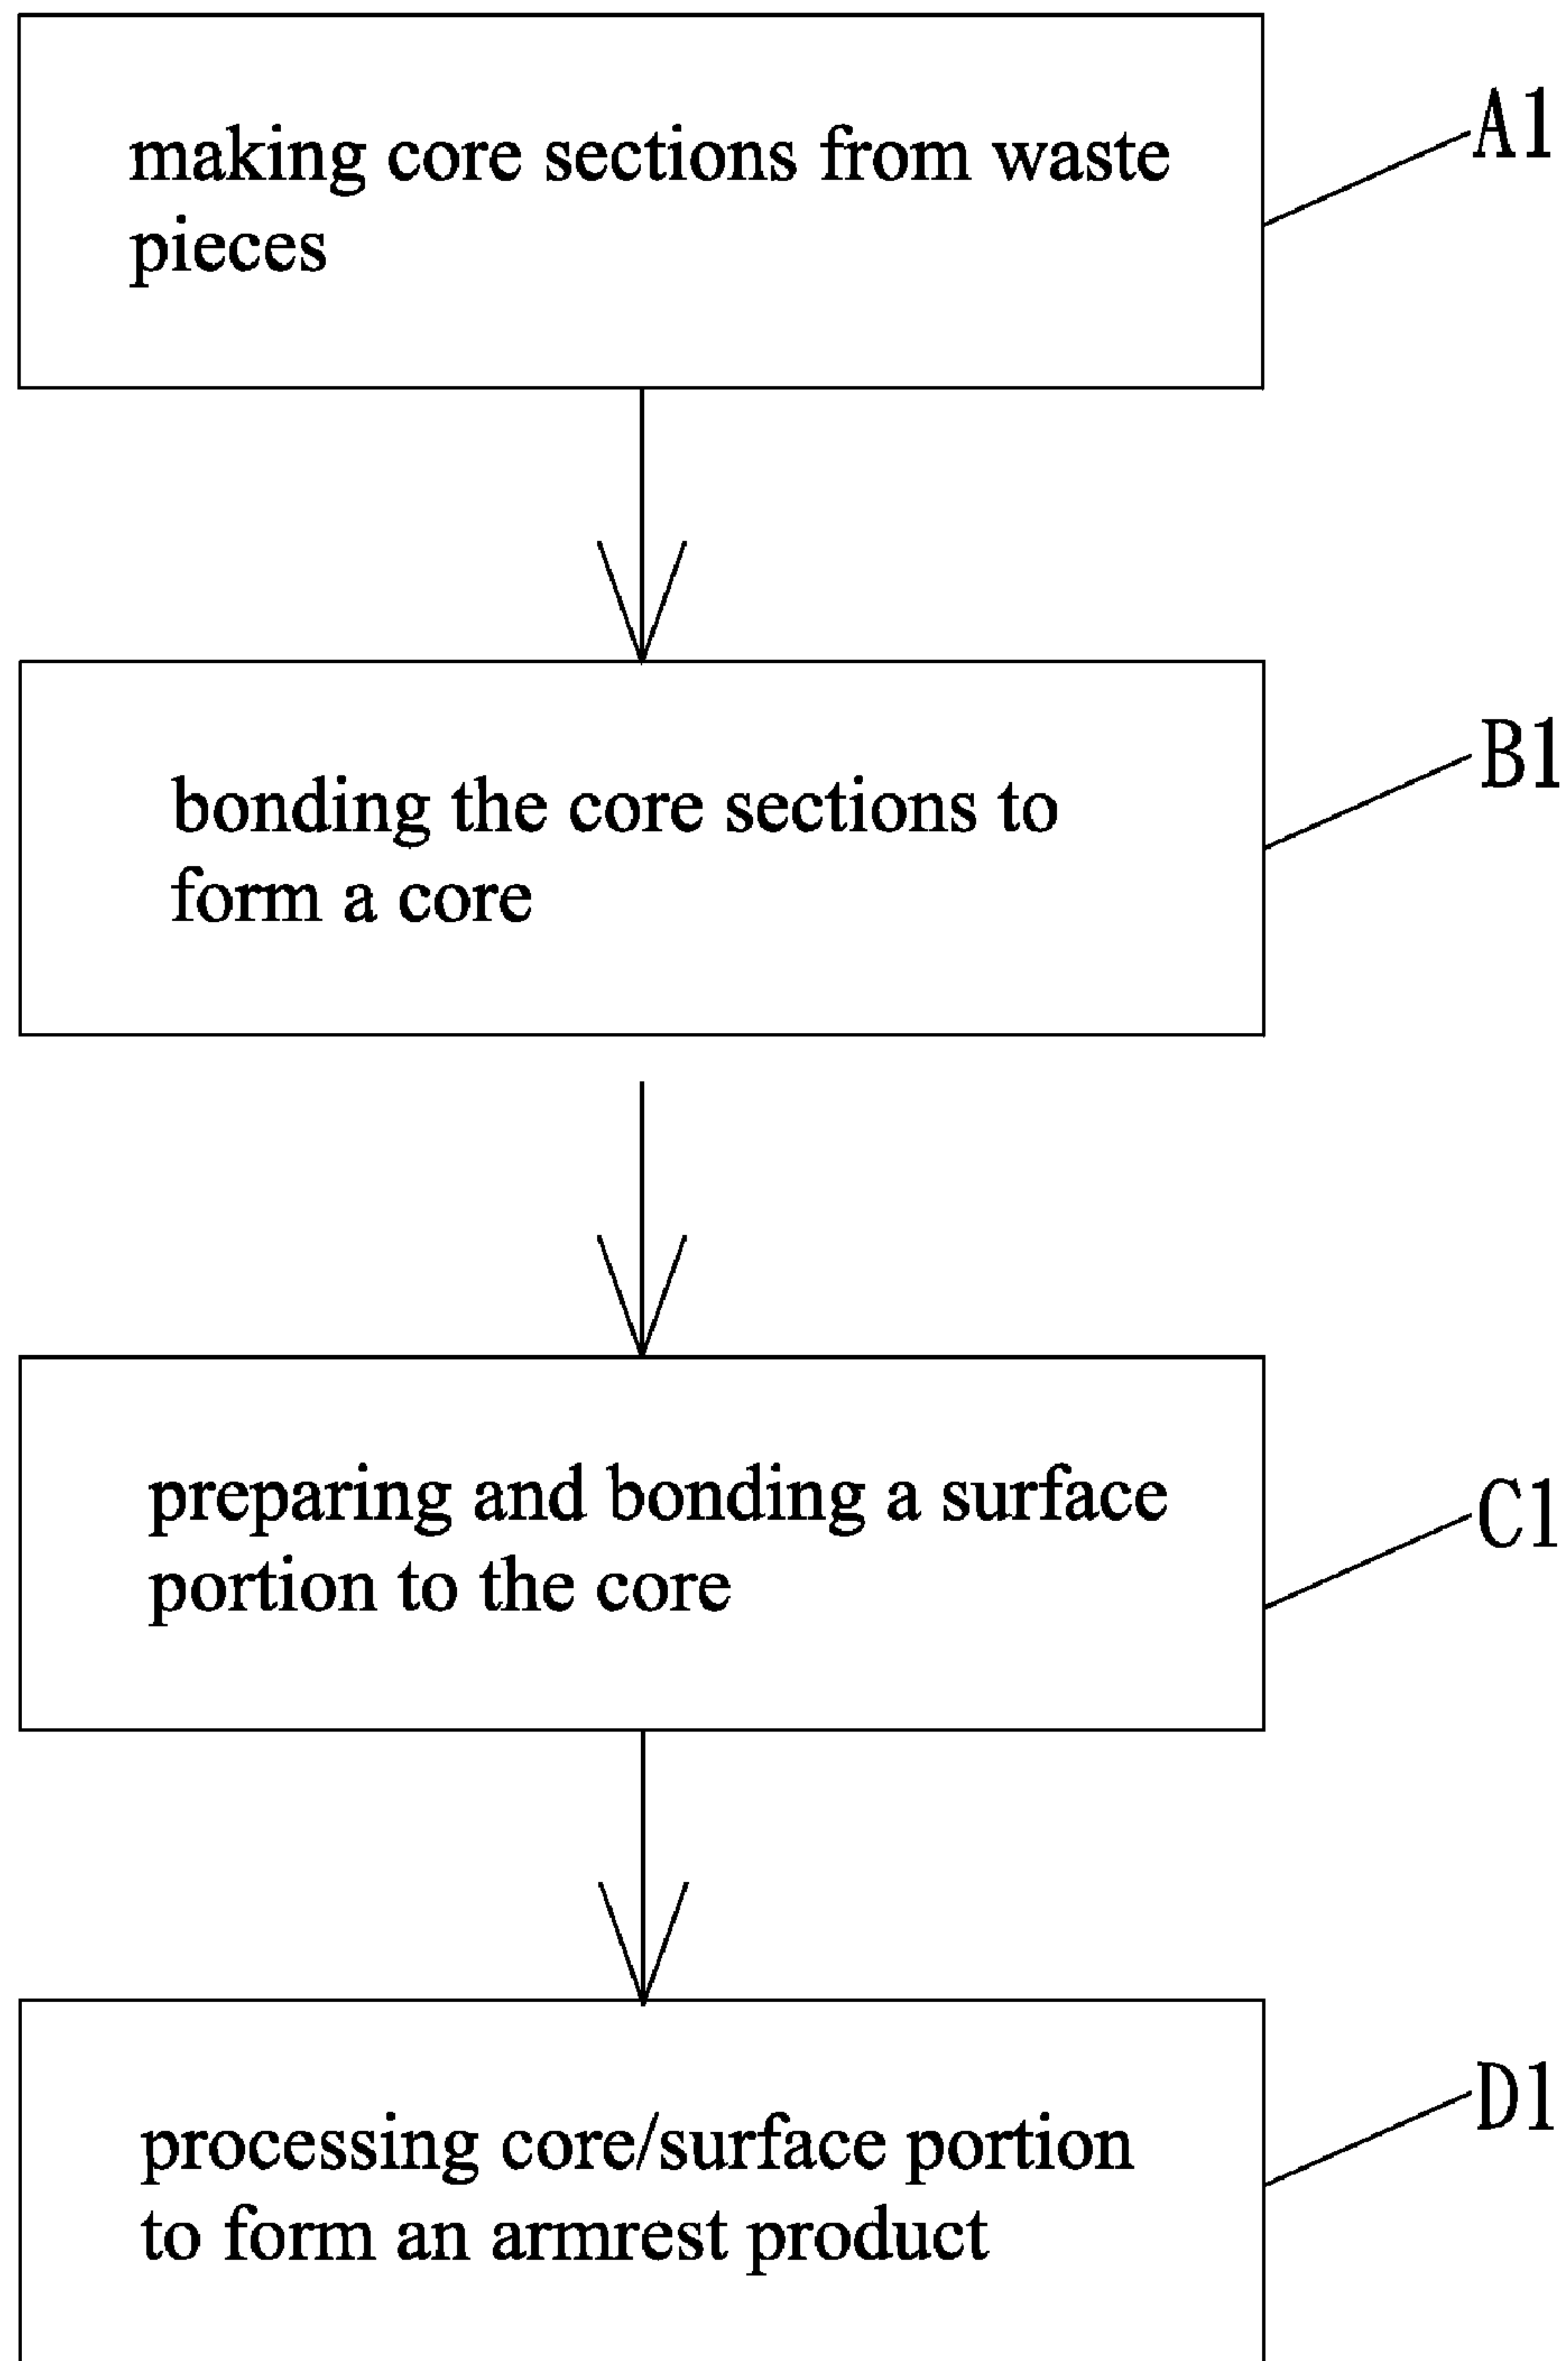 making core sections from waste
pieces
A1
bonding the core sections to
form a core
B1
preparing and bonding a surface
portion to the core
C1
processing core/surface portion
to form an armrest product
D1